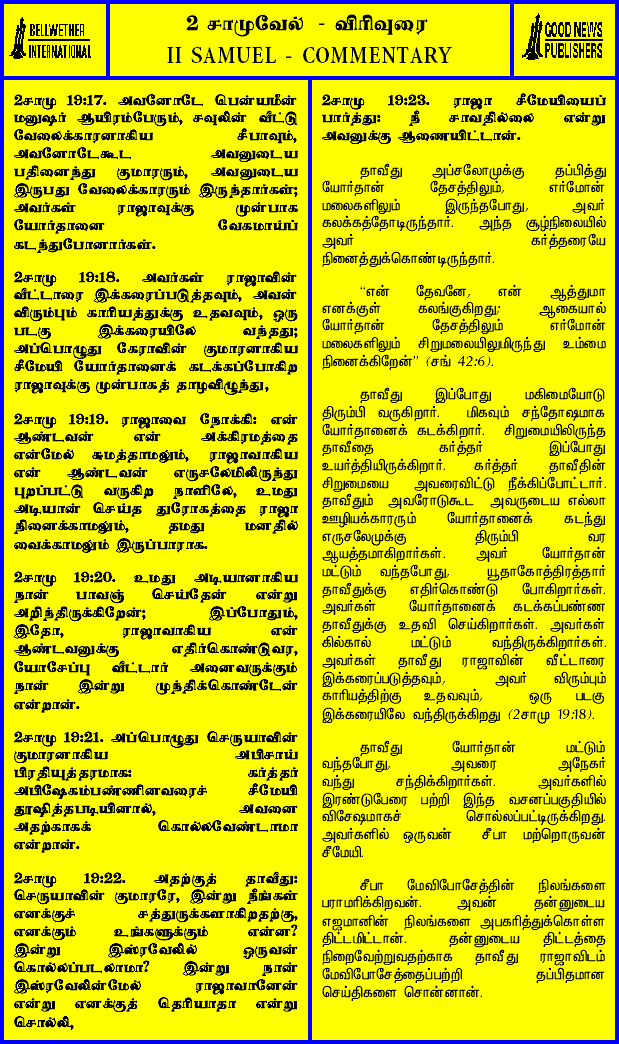 BELLWETHER
INTERNATIONAL
2 சாமுவேல் - விரிவுரை
II SAMUEL - COMMENTARY
GOOD NEWS
PUBLISHERS
2சாமு 19:17. அவனோடே பென்யமீன்
மனுஷர் ஆயிரம்பேரும், சவுலின் வீட்டு
வேலைக்காரனாகிய சீபாவும்,
அவனோடேகூட அவனுடைய
பதினைந்து குமாரரும், அவனுடைய
இருபது வேலைக்காரரும் இருந்தார்கள்;
அவர்கள் ராஜாவுக்கு முன்பாக
யோர்தானை வேகமாய்ப்
கடந்துபோனார்கள்.
2சாமு 19:18. அவர்கள் ராஜாவின்
வீட்டாரை இக்கரைப்படுத்தவும், அவன்
விரும்பும் காரியத்துக்கு உதவவும், ஒரு
படகு இக்கரையிலே வந்தது;
அப்பொழுது கேராவின் குமாரனாகிய
சீமேயி யோர்தானைக் கடக்கப்போகிற
ராஜாவுக்கு முன்பாகத் தாழவிழுந்து,
2சாமு 19:19. ராஜாவை நோக்கி: என்
ஆண்டவன் என் அக்கிரமத்தை
என்மேல் சுமத்தாமலும், ராஜாவாகிய
என் ஆண்டவன் எருசலேமிலிருந்து
புறப்பட்டு வருகிற நாளிலே, உமது
அடியான் செய்த துரோகத்தை ராஜா
நினைக்காமலும், தமது மனதில்
வைக்காமலும் இருப்பாராக.
2சாமு 19:20. உமது அடியானாகிய
நான் பாவஞ் செய்தேன் என்று
அறிந்திருக்கிறேன்; இப்போதும்,
இதோ, ராஜாவாகிய என்
ஆண்டவனுக்கு எதிர்கொண்டுவர,
யோசேப்பு வீட்டார் அனைவருக்கும்
நான் இன்று முந்திக்கொண்டேன்
என்றான்.
2சாமு 19:21. அப்பொழுது செருயாவின்
குமாரனாகிய அபிசாய்
பிரதியுத்தரமாக: கர்த்தர்
அபிஷேகம்பண்ணினவரைச் சீமேயி
தூஷித்தபடியினால், அவனை
அதற்காகக் கொல்லவேண்டாமா
என்றான்.
2சாமு 19:22. அதற்குத் தாவீது:
செருயாவின் குமாரரே, இன்று நீங்கள்
எனக்குச் சத்துருக்களாகிறதற்கு,
எனக்கும் உங்களுக்கும் என்ன?
இன்று இஸ்ரவேலில் ஒருவன்
கொல்லப்படலாமா? இன்று நான்
இஸ்ரவேலின்மேல் ராஜாவானேன்
என்று எனக்குத் தெரியாதா என்று
சொல்லி,
2சாமு 19:23. ராஜா சீமேயியைப்
பார்த்து: நீ சாவதில்லை என்று
அவனுக்கு ஆணையிட்டான்.
தாவீது அப்சலோமுக்கு தப்பித்து
யோர்தான் தேசத்திலும், எர்மோன்
மலைகளிலும் இருந்தபோது, அவர்
கலக்கத்தோடிருந்தார். அந்த சூழ்நிலையில்
அவர் கர்த்தரையே
நினைத்துக்கொண்டிருந்தார்.
“என் தேவனே, என் ஆத்துமா
எனக்குள் கலங்குகிறது; ஆகையால்
யோர்தான் தேசத்திலும் எர்மோன்
மலைகளிலும் சிறுமலையிலுமிருந்து உம்மை
நினைக்கிறேன்” (சங் 42:6).
தாவீது இப்போது மகிமையோடு
திரும்பி வருகிறார். மிகவும் சந்தோஷமாக
யோர்தானைக் கடக்கிறார். சிறுமையிலிருந்த
தாவீதை கர்த்தர் இப்போது
உயர்த்தியிருக்கிறார். கர்த்தர் தாவீதின்
சிறுமையை அவரைவிட்டு நீக்கிப்போட்டார்.
தாவீதும் அவரோடுகூட அவருடைய எல்லா
ஊழியக்காரரும் யோர்தானைக் கடந்து
எருசலேமுக்கு திரும்பி வர
ஆயத்தமாகிறார்கள். அவர் யோர்தான்
மட்டும் வந்தபோது, யூதாகோத்திரத்தார்
தாவீதுக்கு எதிர்கொண்டு போகிறார்கள்.
அவர்கள் யோர்தானைக் கடக்கப்பண்ண
தாவீதுக்கு உதவி செய்கிறார்கள். அவர்கள்
கில்கால் மட்டும் வந்திருக்கிறார்கள்.
அவர்கள் தாவீது ராஜாவின் வீட்டாரை
இக்கரைப்படுத்தவும், அவர் விரும்பும்
காரியத்திற்கு உதவவும், ஒரு படகு
இக்கரையிலே வந்திருக்கிறது (2சாமு 19:18).
தாவீது யோர்தான் மட்டும்
வந்தபோது, அவரை அநேகர்
வந்து சந்திக்கிறார்கள். அவர்களில்
இரண்டுபேரை பற்றி இந்த வசனப்பகுதியில்
விசேஷமாகச் சொல்லப்பட்டிருக்கிறது.
அவர்களில் ஒருவன் சீபா மற்றொருவன்
சீமேயி.
சீபா மேவிபோசேத்தின் நிலங்களை
பராமரிக்கிறவன். அவன் தன்னுடைய
எஜமானின் நிலங்களை அபகரித்துக்கொள்ள
திட்டமிட்டான். தன்னுடைய திட்டத்தை
நிறைவேற்றுவதற்காக தாவீது ராஜாவிடம்
மேவிபோசேத்தைப்பற்றி தப்பிதமான
செய்திகளை சொன்னான்.